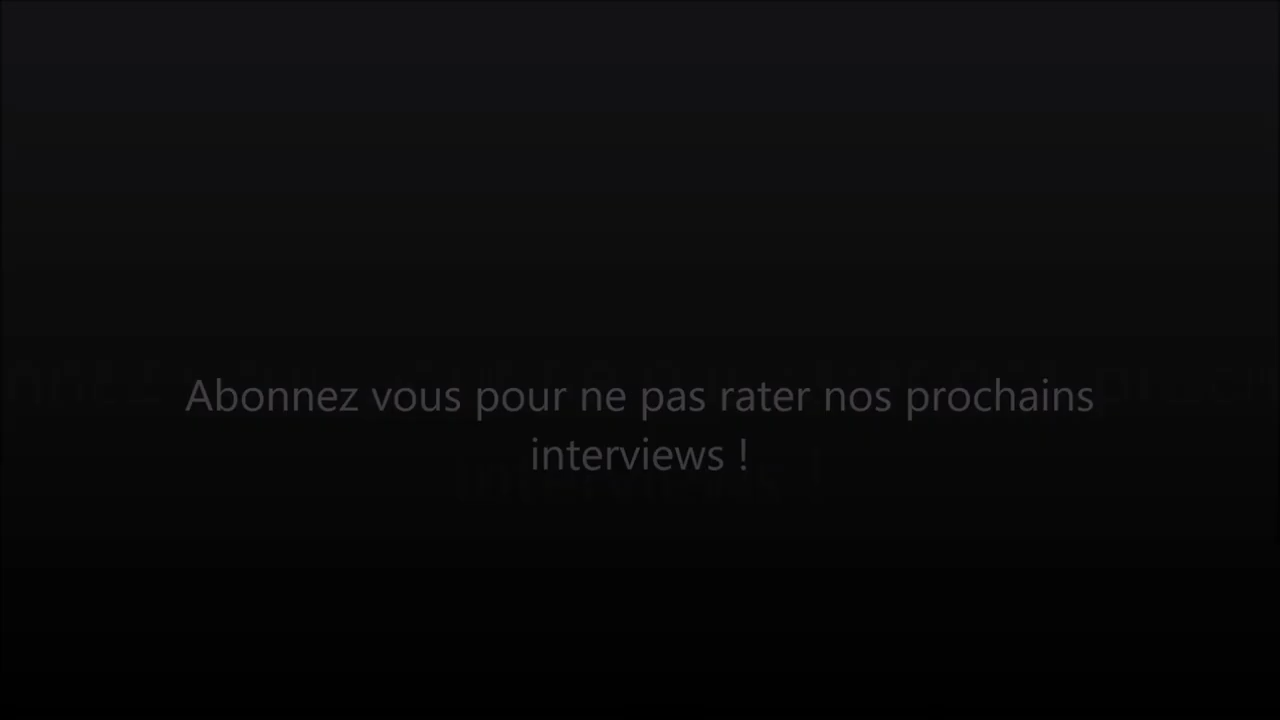 Abonnez vous pour ne pas rater nos prochains
interviews !